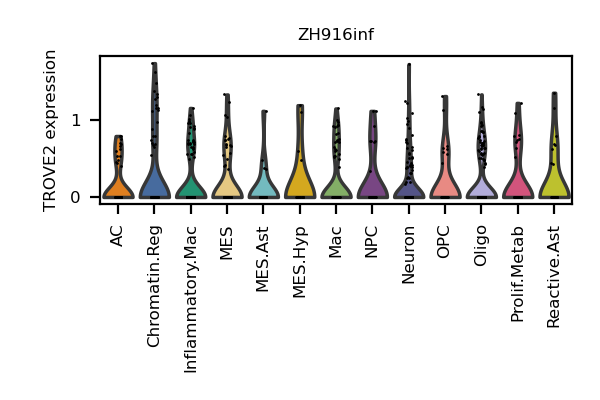 ZH916inf
TROVE2 expression
1
0
AC
Chromatin.Reg
Inflammatory.Mac
MES
MES.Ast
MES.Hyp
Mac
NPC
Neuron
OPC
Oligo
Prolif.Metab
Reactive.Ast